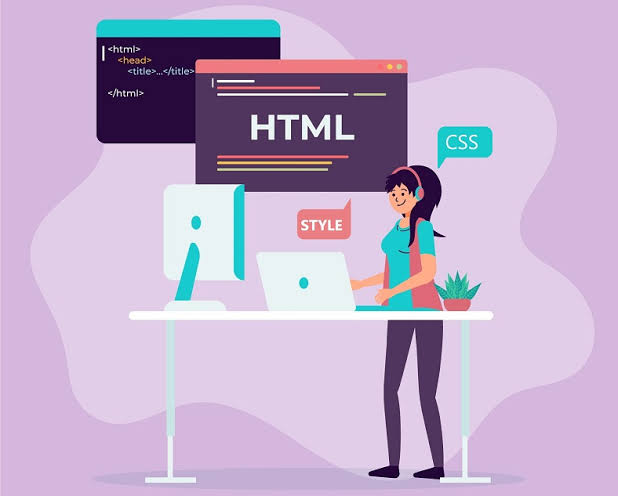 <html>
<head>
<title>...</title>
</html>
HTML
CSS
STYLE